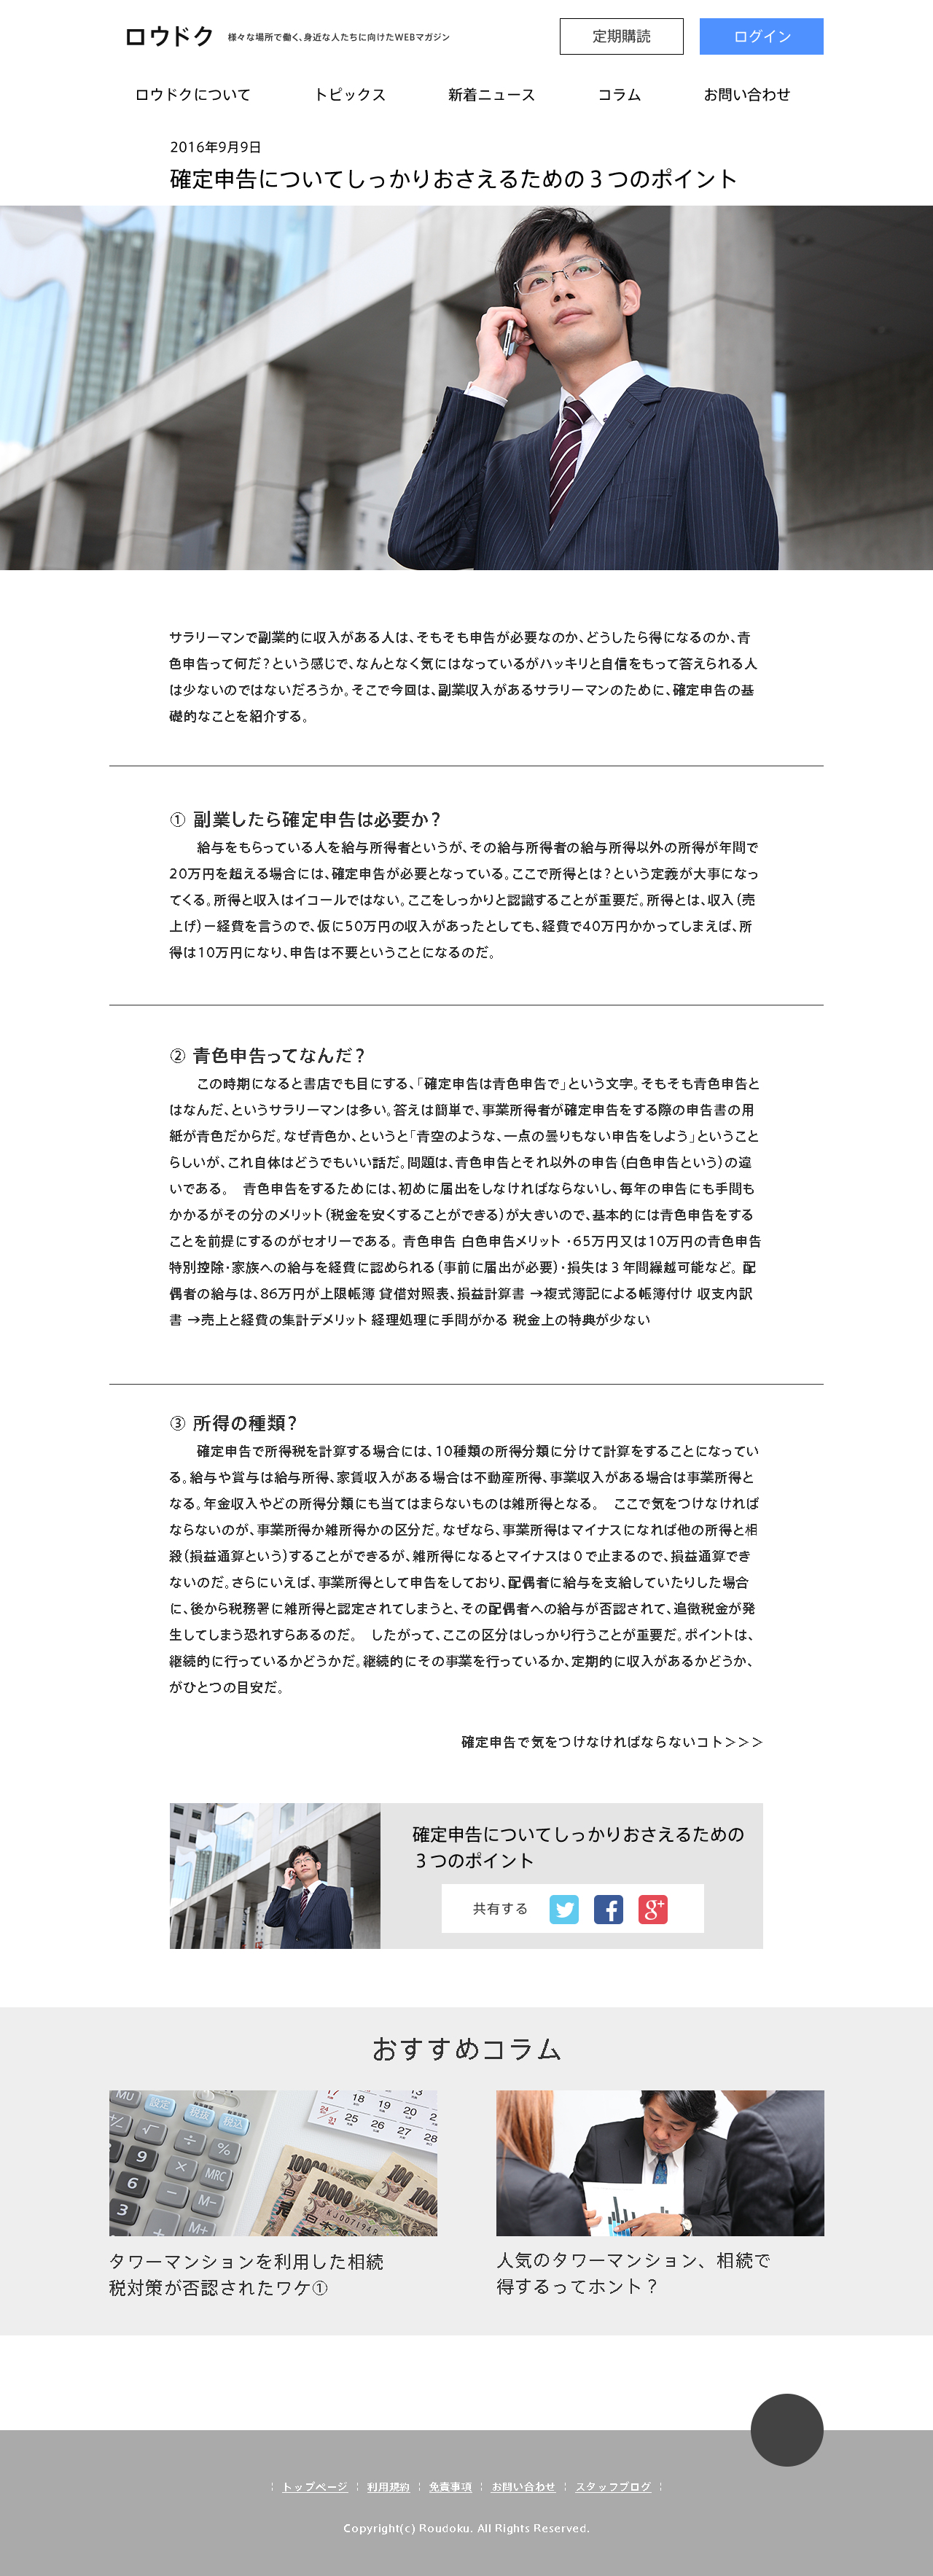 ロウドク 様々な場所で働く、身近な人たちに向けたWEBマガジン 定期購読 ログイン
ロウドクについて トピックス 新着ニュース コラム お問い合わせ
2016年9月9日
確定申告についてしっかりおさえるための３つのポイント
サラリーマンで副業的に収入がある人は、そもそも申告が必要なのか、どうしたら得になるのか、青
色申告って何だ？という感じで、なんとなく気にはなっているがハッキリと自信をもって答えられる人
は少ないのではないだろうか。そこで今回は、副業収入があるサラリーマンのために、確定申告の基
礎的なことを紹介する。
① 副業したら確定申告は必要か？
　給与をもらっている人を給与所得者というが、その給与所得者の給与所得以外の所得が年間で
20万円を超える場合には、確定申告が必要となっている。ここで所得とは？という定義が大事になっ
てくる。所得と収入はイコールではない。ここをしっかりと認識することが重要だ。所得とは、収入（売
上げ）－経費を言うので、仮に50万円の収入があったとしても、経費で40万円かかってしまえば、所
得は10万円になり、申告は不要ということになるのだ。
② 青色申告ってなんだ？
　この時期になると書店でも目にする、「確定申告は青色申告で」という文字。そもそも青色申告と
はなんだ、というサラリーマンは多い。答えは簡単で、事業所得者が確定申告をする際の申告書の用
紙が青色だからだ。なぜ青色か、というと「青空のような、一点の曇りもない申告をしよう」ということ
らしいが、これ自体はどうでもいい話だ。問題は、青色申告とそれ以外の申告（白色申告という）の違
いである。　青色申告をするためには、初めに届出をしなければならないし、毎年の申告にも手間も
かかるがその分のメリット（税金を安くすることができる）が大きいので、基本的には青色申告をする
ことを前提にするのがセオリーである。 青色申告 白色申告メリット ・65万円又は10万円の青色申告
特別控除・家族への給与を経費に認められる（事前に届出が必要）・損失は３年間繰越可能など。 配
偶者の給与は、86万円が上限帳簿 貸借対照表、損益計算書 →複式簿記による帳簿付け 収支内訳
書 →売上と経費の集計デメリット 経理処理に手間がかる 税金上の特典が少ない
③ 所得の種類？
　確定申告で所得税を計算する場合には、10種類の所得分類に分けて計算をすることになってい
る。給与や賞与は給与所得、家賃収入がある場合は不動産所得、事業収入がある場合は事業所得と
なる。年金収入やどの所得分類にも当てはまらないものは雑所得となる。　ここで気をつけなければ
ならないのが、事業所得か雑所得かの区分だ。なぜなら、事業所得はマイナスになれば他の所得と相
殺（損益通算という）することができるが、雑所得になるとマイナスは０で止まるので、損益通算でき
ないのだ。さらにいえば、事業所得として申告をしており、配偶者に給与を支給していたりした場合
に、後から税務署に雑所得と認定されてしまうと、その配偶者への給与が否認されて、追徴税金が発
生してしまう恐れすらあるのだ。　したがって、ここの区分はしっかり行うことが重要だ。ポイントは、
継続的に行っているかどうかだ。継続的にその事業を行っているか、定期的に収入があるかどうか、
がひとつの目安だ。
確定申告で気をつけなければならないコト＞＞＞
確定申告についてしっかりおさえるための
３つのポイント
共有する
おすすめコラム
タワーマンションを利用した相続
税対策が否認されたワケ①
人気のタワーマンション、相続で
得するってホント？
トップページ ¦ 利用規約 ¦ 免責事項 ¦ お問い合わせ ¦ スタッフブログ
Copyright(c) Roudoku. All Rights Reserved.